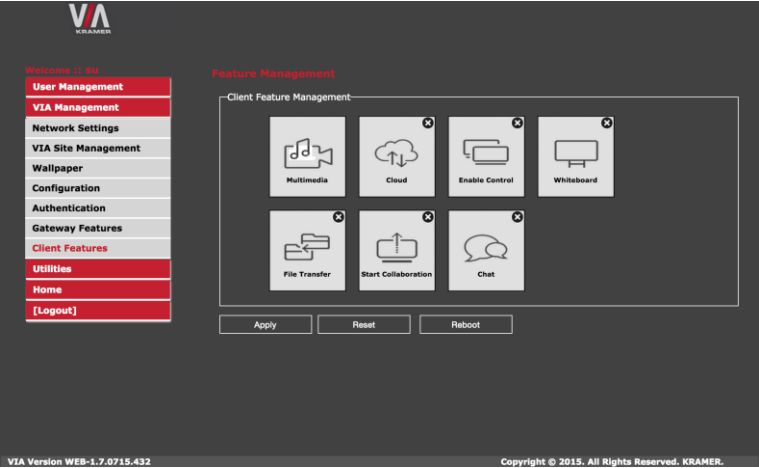 VIA
KRAMER
Welcome :: su
User Management
VIA Management
Network Settings
VIA Site Management
Wallpaper
Configuration
Authentication
Gateway Features
Client Features
Utilities
Home
[Logout]
Feature Management
Client Feature Management
Multimedia
Cloud
Enable Control
Whiteboard
File Transfer
Start Collaboration
Chat
Apply
Reset
Reboot
VIA Version WEB-1.7.0715.432
Copyright © 2015. All Rights Reserved. KRAMER.